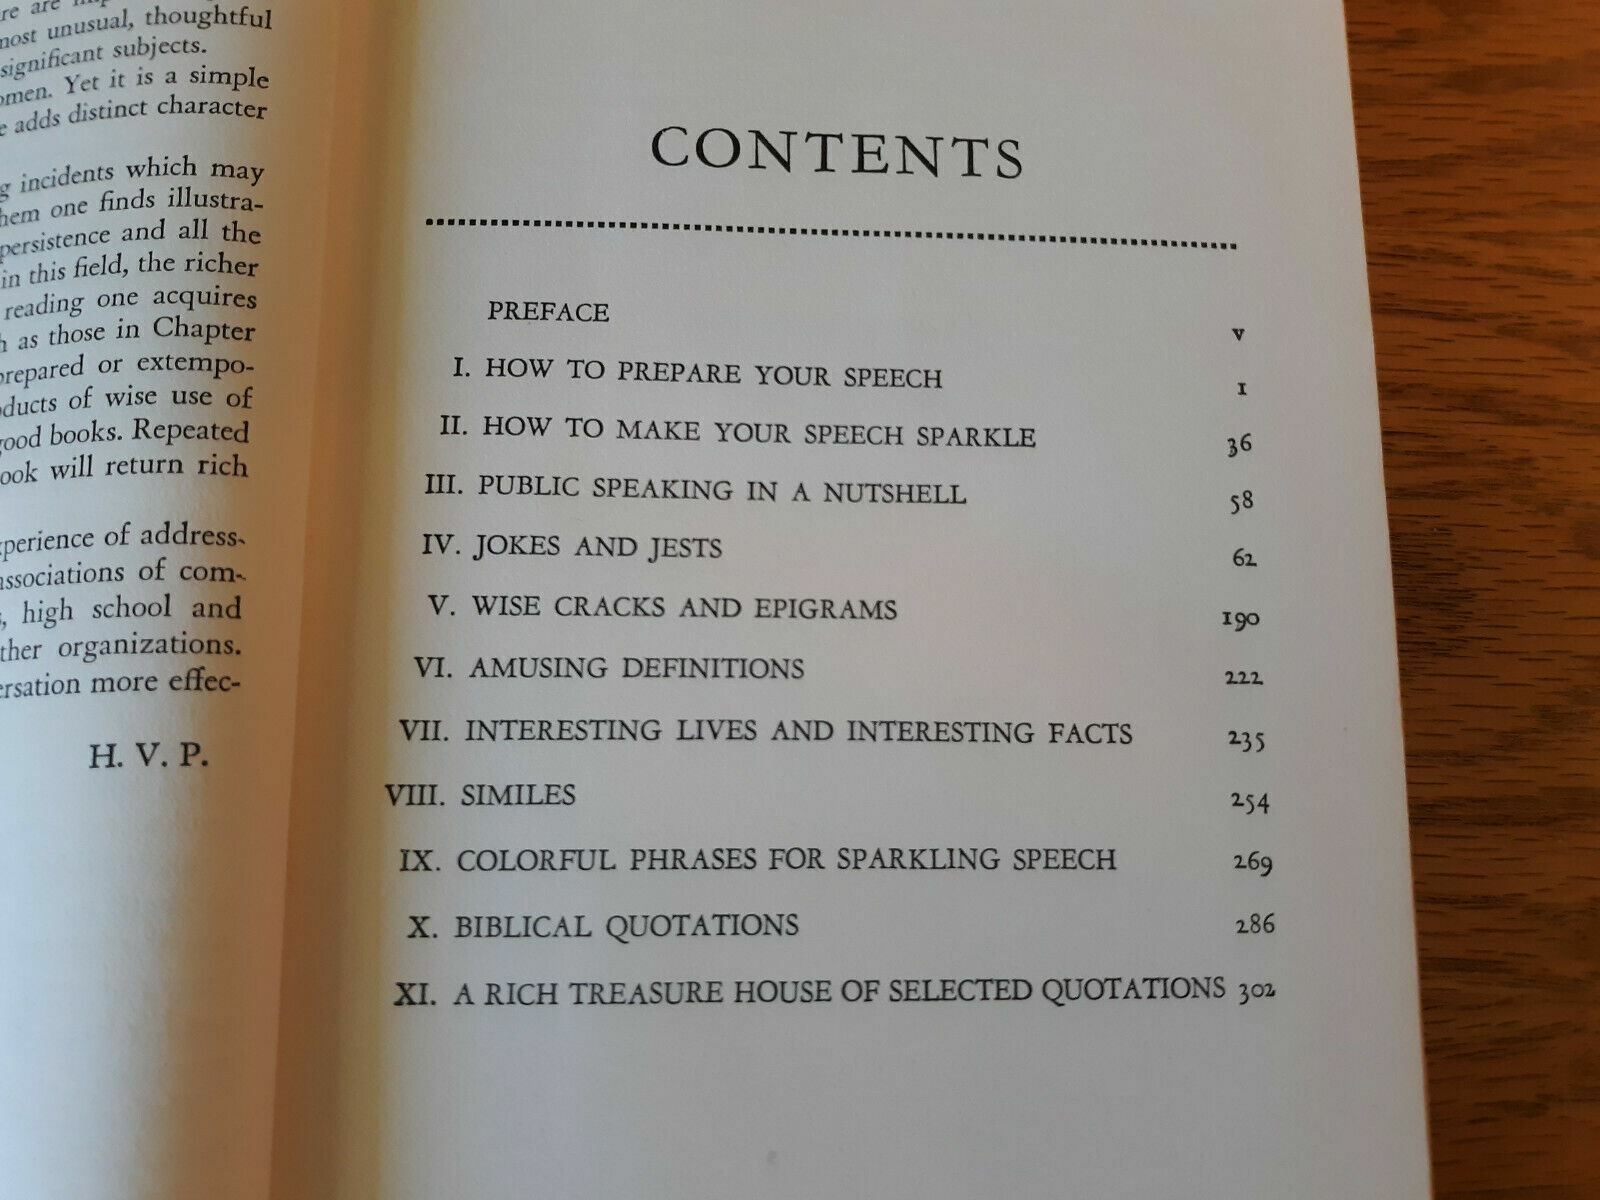 re are
most unusual, thoughtful
significant subjects.
omen. Yet it is a simple
e adds distinct character
g incidents which may
hem one finds illustra-
persistence and all the
in this field, the richer
reading one acquires
h as those in Chapter
prepared or extempo-
oducts of wise use of
good books. Repeated
ook will return rich
xperience of address-
associations of com-
s, high school and
ther organizations.
ersation more effec-
H. V. P.
CONTENTS
PREFACE v
I. HOW TO PREPARE YOUR SPEECH 1
II. HOW TO MAKE YOUR SPEECH SPARKLE 36
III. PUBLIC SPEAKING IN A NUTSHELL 58
IV. JOKES AND JESTS 62
V. WISE CRACKS AND EPIGRAMS 190
VI. AMUSING DEFINITIONS 222
VII. INTERESTING LIVES AND INTERESTING FACTS 235
VIII. SIMILES 254
IX. COLORFUL PHRASES FOR SPARKLING SPEECH 269
X. BIBLICAL QUOTATIONS 286
XI. A RICH TREASURE HOUSE OF SELECTED QUOTATIONS 302